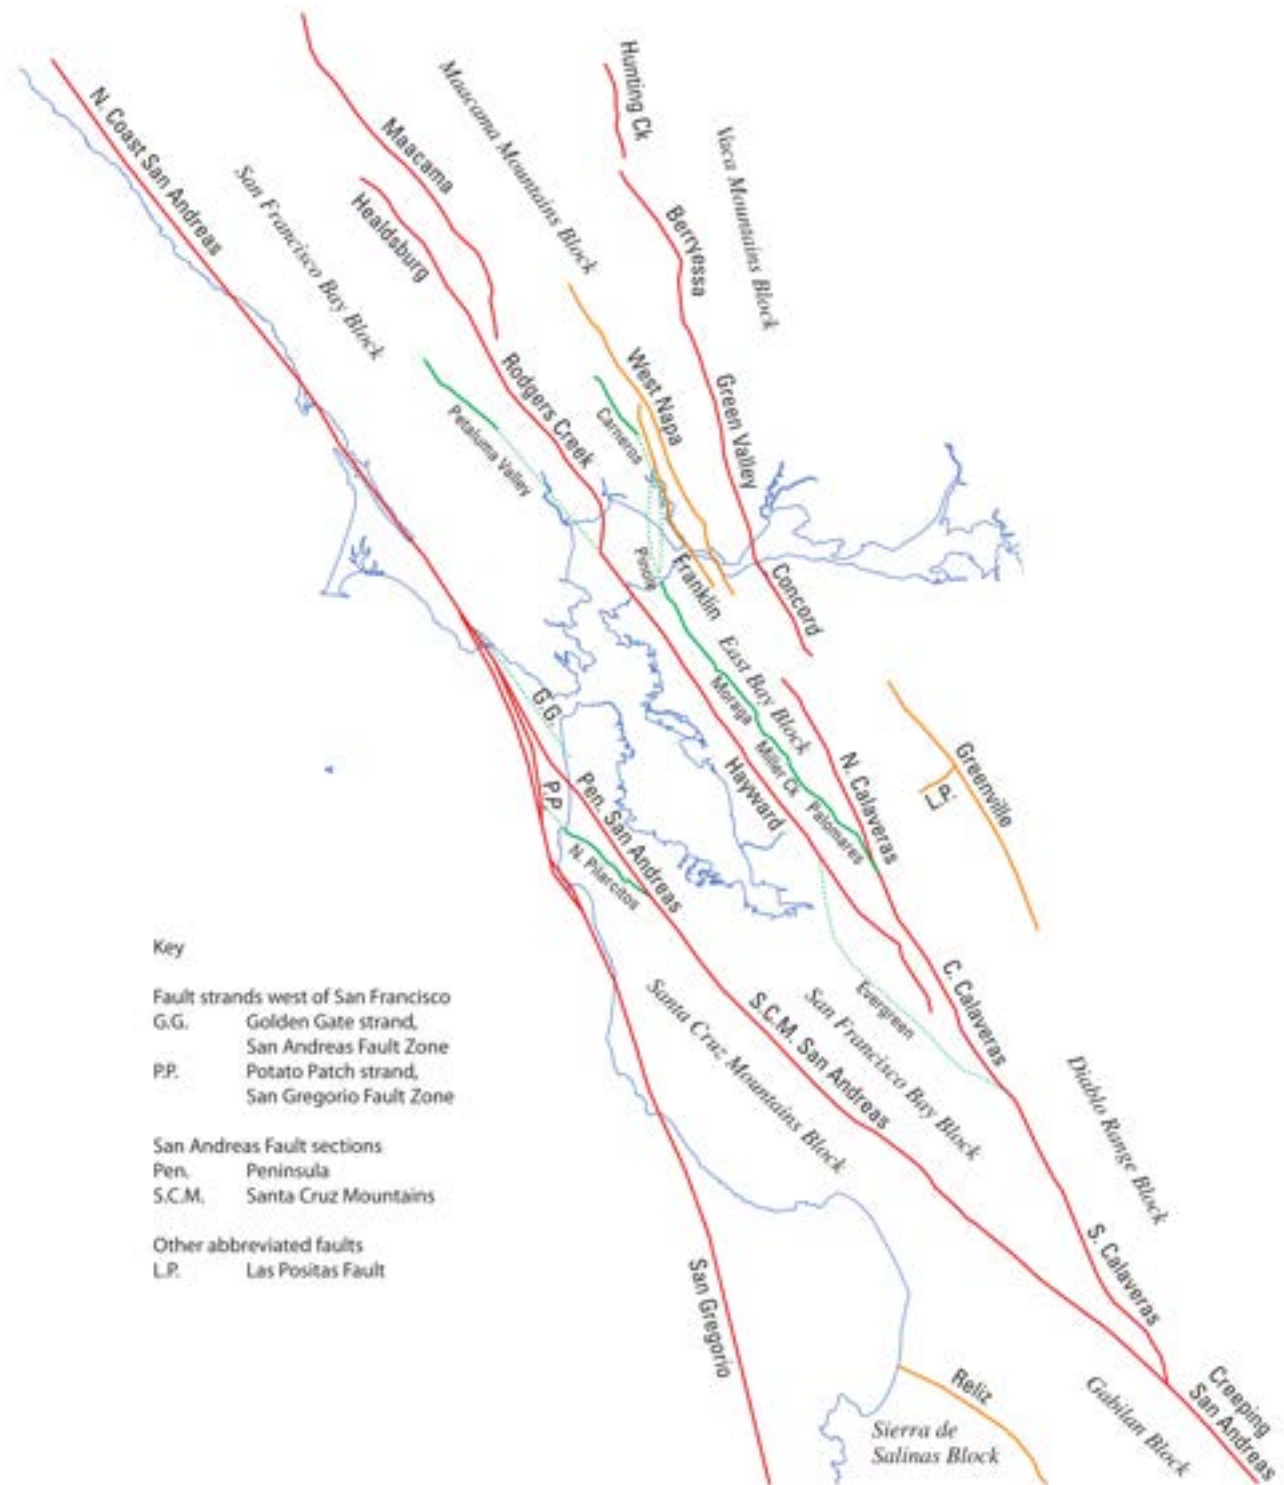 N. Coast San Andreas
Maacama
Maacama Mountains Block
Hunting Ck
Vaca Mountains Block
San Francisco Bay Block
Healdsburg
Berryessa
Rodgers Creek
West Napa
Green Valley
Petaluma Valley
Carneros
Pinole
Franklin
Concord
East Bay Block
G.G.
Moraga
Miller Ck
Hayward
N. Calaveras
Palomares
Greenville
L.P.
P.P.
Pen. San Andreas
N. Pilarcitos
Key
Fault strands west of San Francisco
G.G. Golden Gate strand,
San Andreas Fault Zone
P.P. Potato Patch strand,
San Gregorio Fault Zone
San Andreas Fault sections
Pen. Peninsula
S.C.M. Santa Cruz Mountains
Other abbreviated faults
L.P. Las Positas Fault
Santa Cruz Mountains Block
S.C.M. San Andreas
San Francisco Bay Block
Evergreen
C. Calaveras
Diablo Range Block
S. Calaveras
San Gregorio
Reliz
Sierra de
Salinas Block
Gabilan Block
Creeping
San Andreas